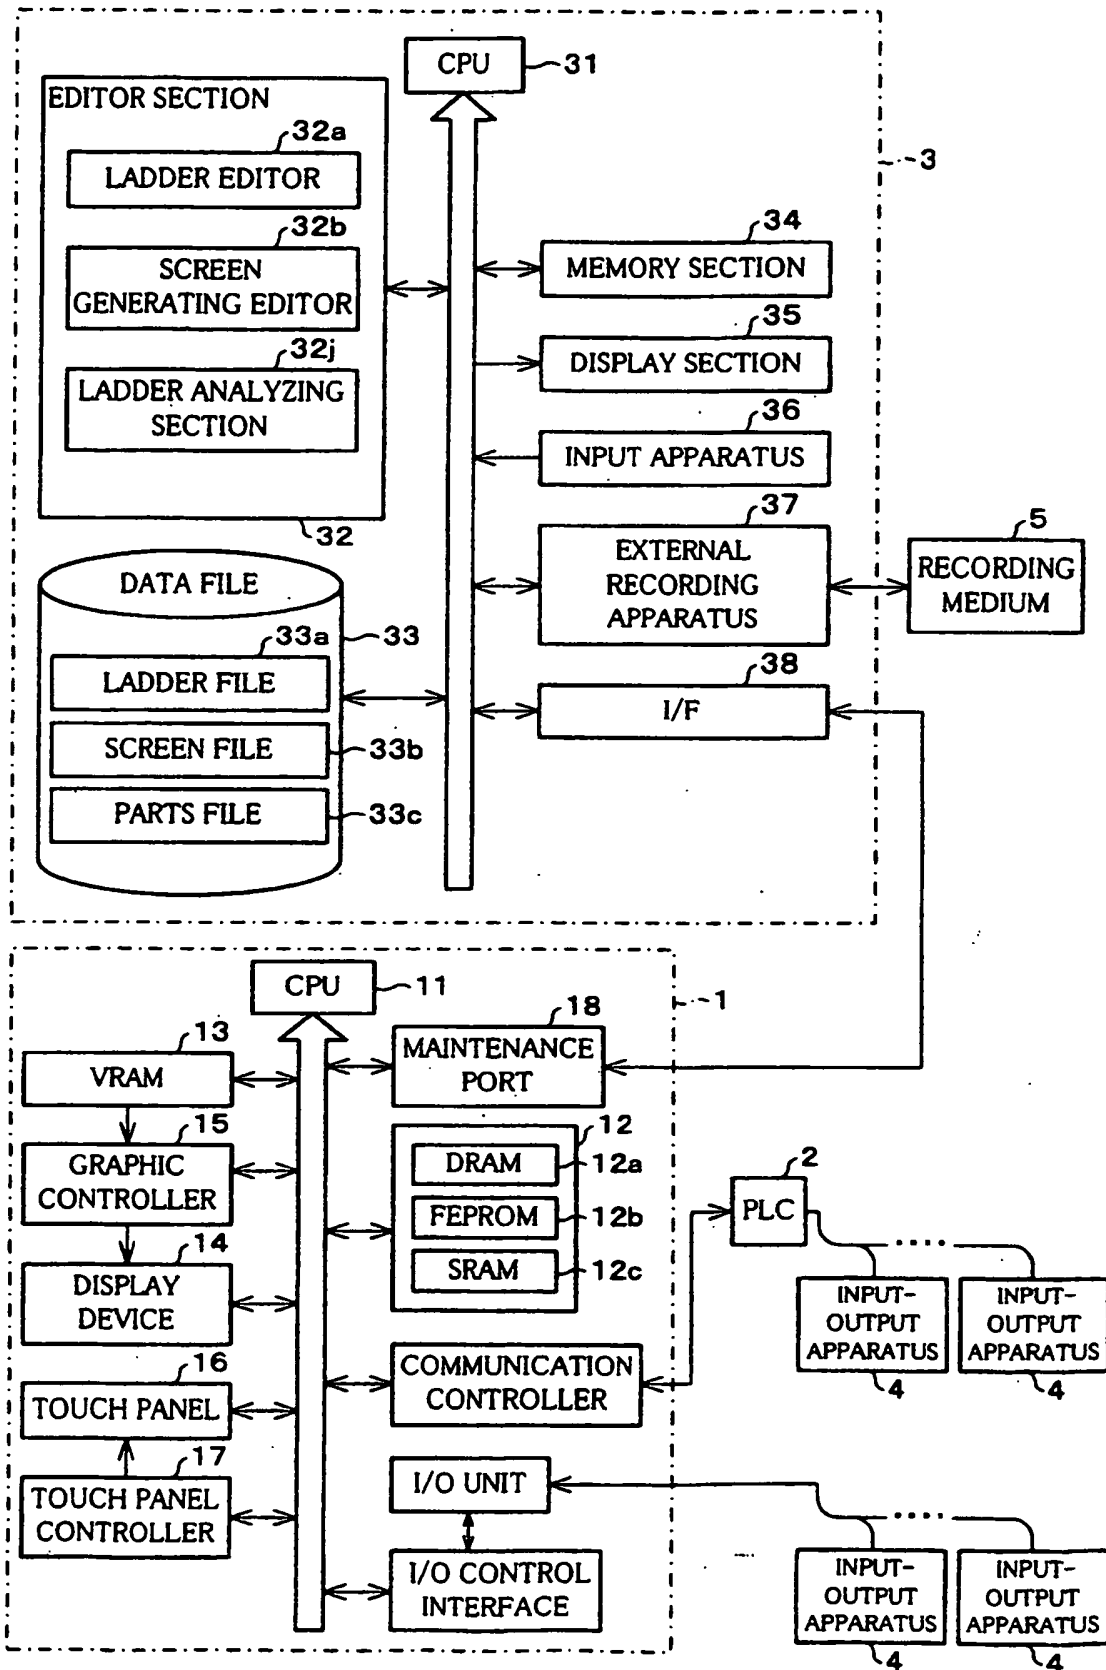 CPU
31
EDITOR SECTION
32a
LADDER EDITOR
32b
SCREEN
GENERATING EDITOR
32j
LADDER ANALYZING
SECTION
32
3
34
MEMORY SECTION
35
DISPLAY SECTION
36
INPUT APPARATUS
37
EXTERNAL
RECORDING
APPARATUS
5
RECORDING
MEDIUM
DATA FILE
33
33a
LADDER FILE
SCREEN FILE
33b
PARTS FILE
33c
38
I/F
CPU
11
1
13
VRAM
15
GRAPHIC
CONTROLLER
14
DISPLAY
DEVICE
16
TOUCH PANEL
17
TOUCH PANEL
CONTROLLER
18
MAINTENANCE
PORT
12
DRAM
12a
FEPROM
12b
SRAM
12c
COMMUNICATION
CONTROLLER
I/O UNIT
I/O CONTROL
INTERFACE
2
PLC
INPUT-
OUTPUT
APPARATUS
4
INPUT-
OUTPUT
APPARATUS
4
INPUT-
OUTPUT
APPARATUS
4
INPUT-
OUTPUT
APPARATUS
4